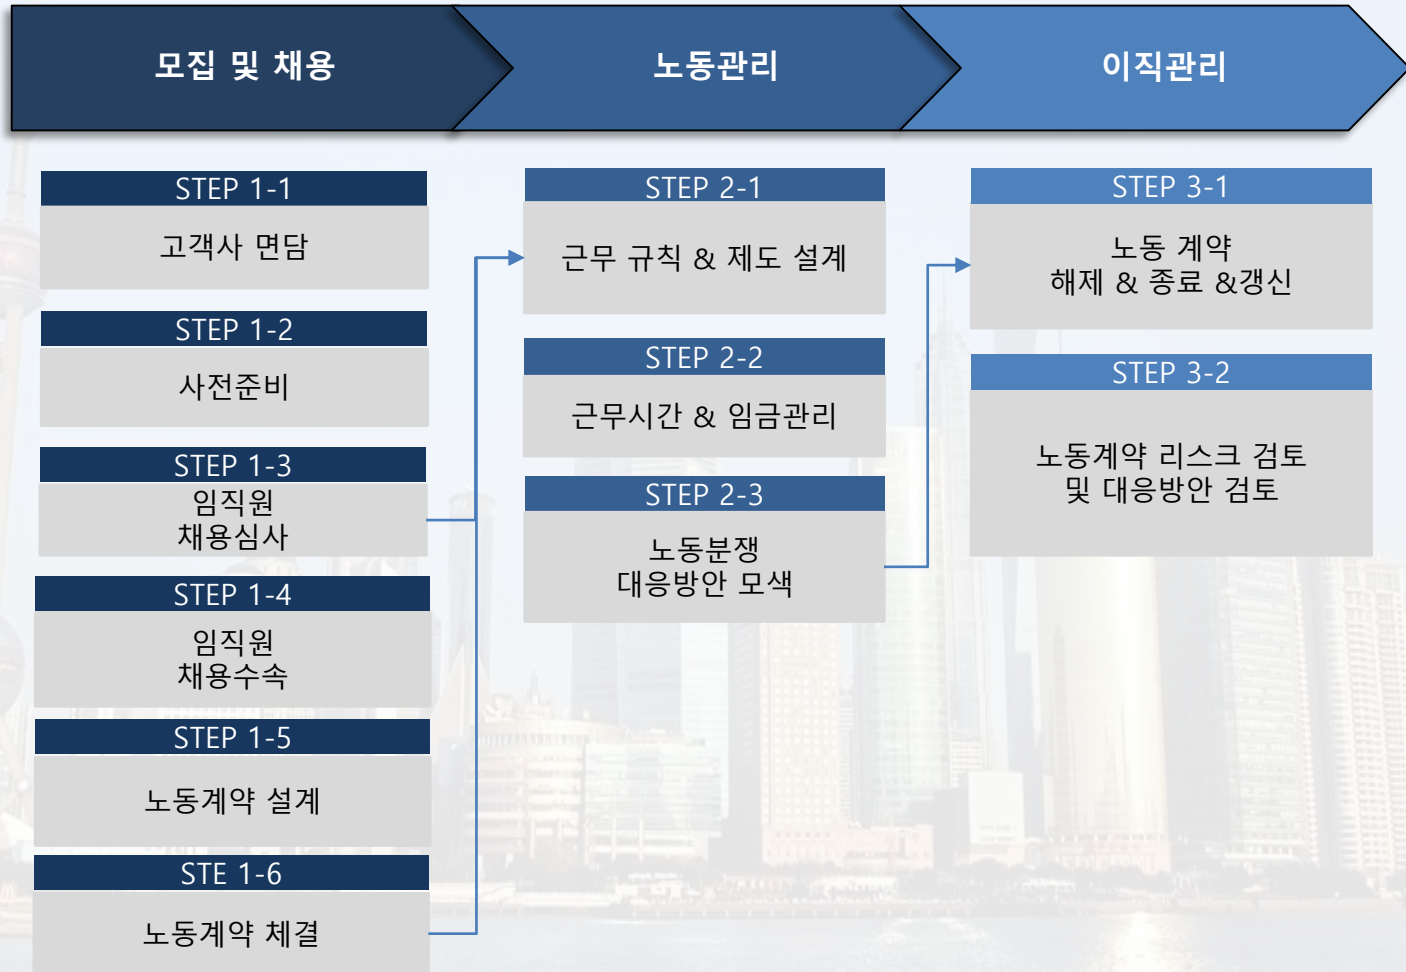 모집 및 채용
노동관리
이직관리
STEP 1-1
고객사 면담
STEP 1-2
사전준비
STEP 1-3
임직원
채용심사
STEP 1-4
임직원
채용수속
STEP 1-5
노동계약 설계
STE 1-6
노동계약 체결
STEP 2-1
근무 규칙 & 제도 설계
STEP 2-2
근무시간 & 임금관리
STEP 2-3
노동분쟁
대응방안 모색
STEP 3-1
노동 계약
해제 & 종료 &갱신
STEP 3-2
노동계약 리스크 검토
및 대응방안 검토